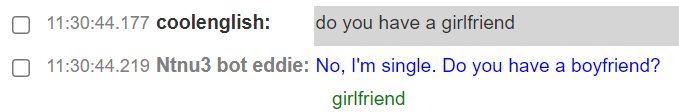 11:30:44.177 coolenglish: do you have a girlfriend
11:30:44.219 Ntnu3 bot eddie: No, I'm single. Do you have a boyfriend?
girlfriend